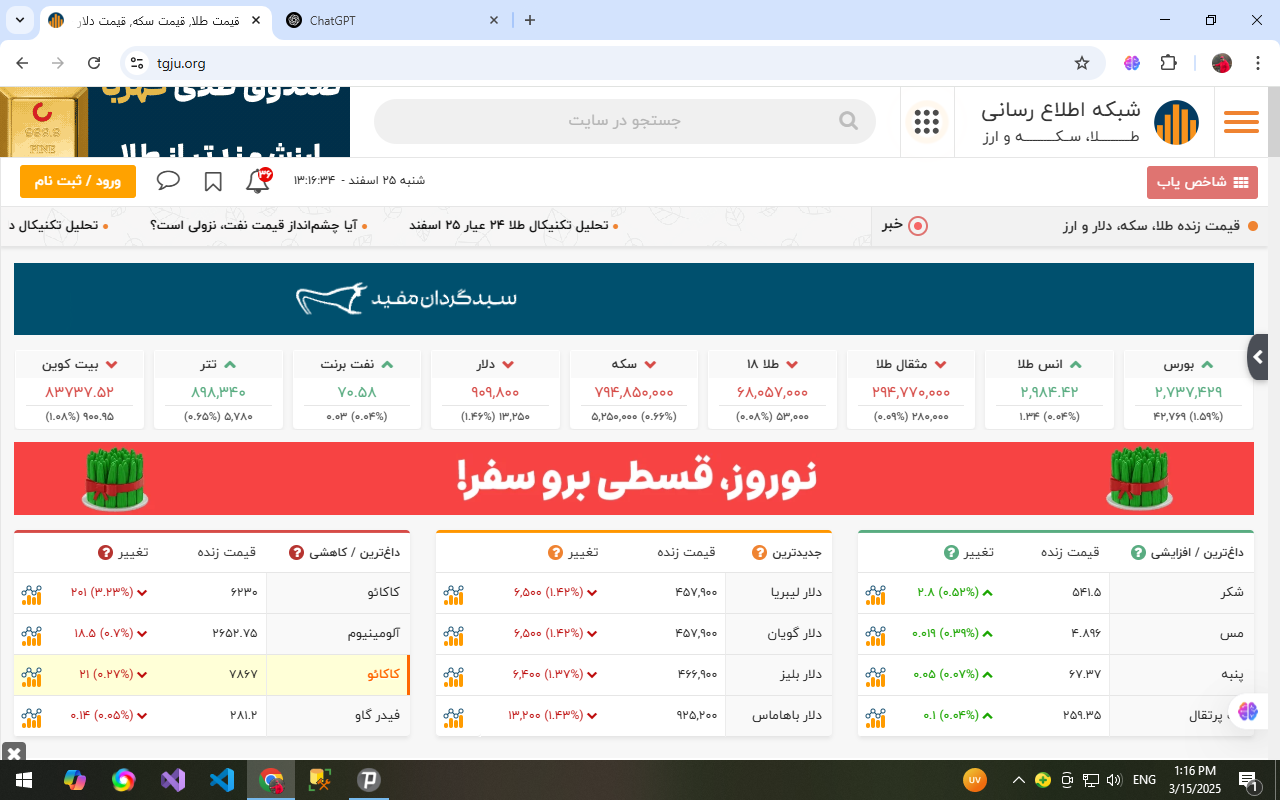 قیمت طلا, قیمت سکه, قیمت دلار
ChatGPT
tgju.org
صندوق طلای کهربا
ارزشمندتر از طلا
999.9
FINE
جستجو در سایت
شبکه اطلاع رسانی
طـــــلا، ســکـــــه و ارز
ورود / ثبت نام
۳۶
شنبه ۲۵ اسفند - ۱۳:۱۶:۳۴
شاخص یاب
قیمت زنده طلا، سکه، دلار و ارز
خبر
تحلیل تکنیکال طلا ۲۴ عیار ۲۵ اسفند
آیا چشم‌انداز قیمت نفت، نزولی است؟
تحلیل تکنیکال د
سبدگردان مفید
بورس
۲,۷۳۷,۴۲۹
(۱.۵۹%) ۴۲,۷۶۹
انس طلا
۲,۹۸۴.۴۲
(۰.۰۴%) ۱.۳۴
مثقال طلا
۲۹۴,۷۷۰,۰۰۰
(۰.۰۹%) ۲۸۰,۰۰۰
طلا ۱۸
۶۸,۰۵۷,۰۰۰
(۰.۰۸%) ۵۳,۰۰۰
سکه
۷۹۴,۸۵۰,۰۰۰
(۰.۶۶%) ۵,۲۵۰,۰۰۰
دلار
۹۰۹,۸۰۰
(۱.۴۶%) ۱۳,۲۵۰
نفت برنت
۷۰.۵۸
(۰.۰۴%) ۰.۰۳
تتر
۸۹۸,۳۴۰
(۰.۶۵%) ۵,۷۸۰
بیت کوین
۸۳۷۳۷.۵۲
(۱.۰۸%) ۹۰۰.۹۵
نوروز، قسطی برو سفر!
داغ‌ترین / افزایشی قیمت زنده تغییر
شکر ۵۴۱.۵ (۰.۵۲%) ۲.۸
مس ۴.۸۹۶ (۰.۳۹%) ۰.۰۱۹
پنبه ۶۷.۳۷ (۰.۰۷%) ۰.۰۵
پرتقال ۲۵۹.۳۵ (۰.۰۴%) ۰.۱
جدیدترین قیمت زنده تغییر
دلار لیبریا ۴۵۷,۹۰۰ (۱.۴۲%) ۶,۵۰۰
دلار گویان ۴۵۷,۹۰۰ (۱.۴۲%) ۶,۵۰۰
دلار بلیز ۴۶۶,۹۰۰ (۱.۳۷%) ۶,۴۰۰
دلار باهاماس ۹۲۵,۲۰۰ (۱.۴۳%) ۱۳,۲۰۰
داغ‌ترین / کاهشی قیمت زنده تغییر
کاکائو ۶۲۳۰ (۳.۲۳%) ۲۰۱
آلومینیوم ۲۶۵۲.۷۵ (۰.۷%) ۱۸.۵
کاکائو ۷۸۶۷ (۰.۲۷%) ۲۱
فیدر گاو ۲۸۱.۲ (۰.۰۵%) ۰.۱۴
UV
ENG
1:16 PM
3/15/2025
1